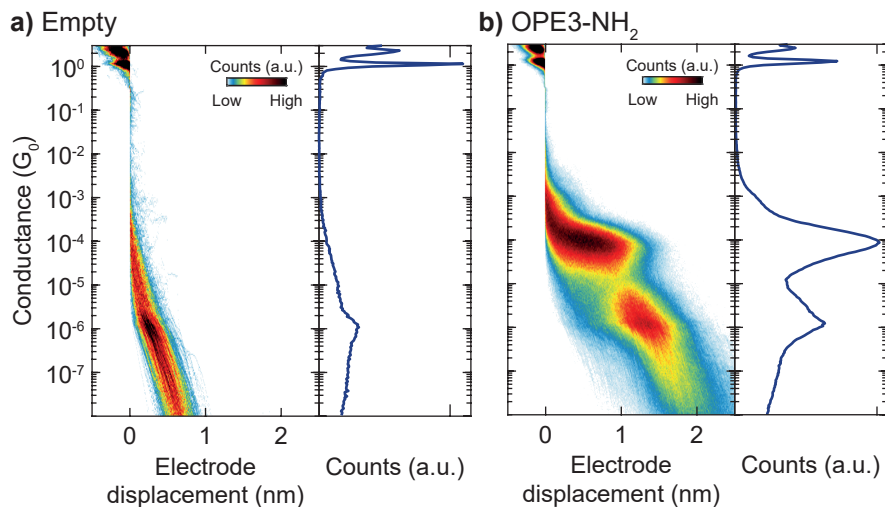 a) Empty
b) OPE3-NH₂
Counts (a.u.)
Low High
Counts (a.u.)
Low High
Conductance (G₀)
10⁰
10⁻¹
10⁻²
10⁻³
10⁻⁴
10⁻⁵
10⁻⁶
10⁻⁷
0 1 2
0 1 2
Electrode
displacement (nm)
Counts (a.u.)
Electrode
displacement (nm)
Counts (a.u.)